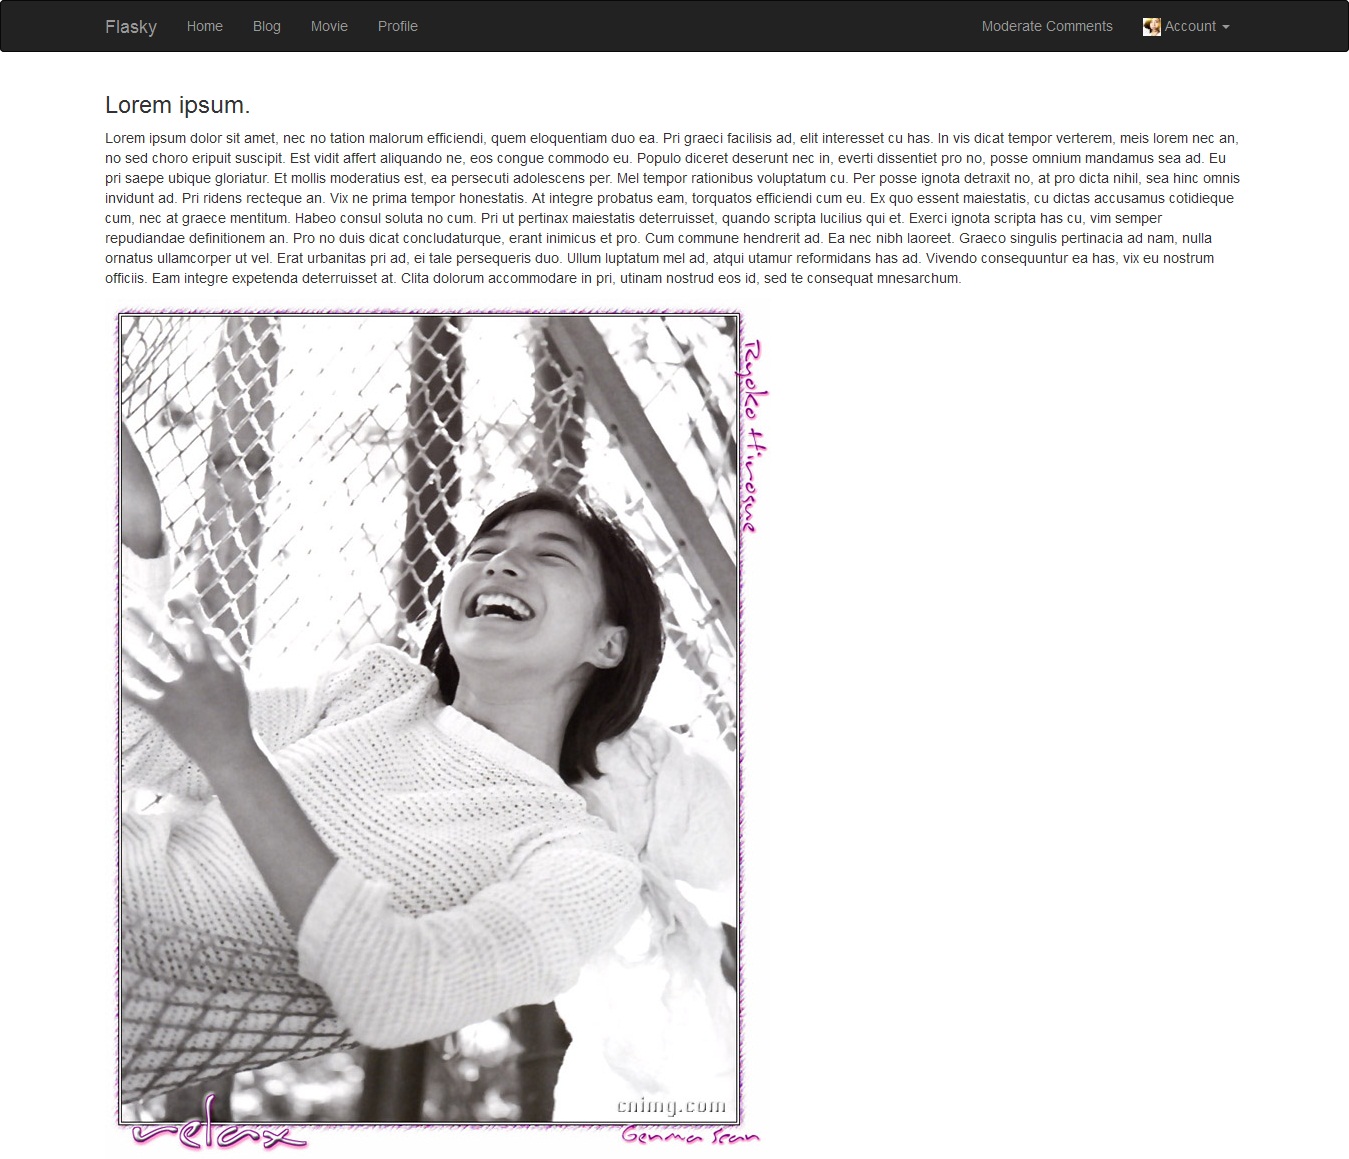 Flasky Home Blog Movie Profile Moderate Comments Account
Lorem ipsum.
Lorem ipsum dolor sit amet, nec no tation malorum efficiendi, quem eloquentiam duo ea. Pri graeci facilisis ad, elit interesset cu has. In vis dicat tempor verterem, meis lorem nec an,
no sed choro eripuit suscipit. Est vidit affert aliquando ne, eos congue commodo eu. Populo diceret deserunt nec in, everti dissentiet pro no, posse omnium mandamus sea ad. Eu
pri saepe ubique gloriatur. Et mollis moderatius est, ea persecuti adolescens per. Mel tempor rationibus voluptatum cu. Per posse ignota detraxit no, at pro dicta nihil, sea hinc omnis
invidunt ad. Pri ridens recteque an. Vix ne prima tempor honestatis. At integre probatus eam, torquatos efficiendi cum eu. Ex quo essent maiestatis, cu dictas accusamus cotidieque
cum, nec at graece mentitum. Habeo consul soluta no cum. Pri ut pertinax maiestatis deterruisset, quando scripta lucilius qui et. Exerci ignota scripta has cu, vim semper
repudiandae definitionem an. Pro no duis dicat concludaturque, erant inimicus et pro. Cum commune hendrerit ad. Ea nec nibh laoreet. Graeco singulis pertinacia ad nam, nulla
ornatus ullamcorper ut vel. Erat urbanitas pri ad, ei tale persequeris duo. Ullum luptatum mel ad, atqui utamur reformidans has ad. Vivendo consequuntur ea has, vix eu nostrum
officiis. Eam integre expetenda deterruisset at. Clita dolorum accommodare in pri, utinam nostrud eos id, sed te consequat mnesarchum.
Ryoko Hirosue
cnimg.com
relax
Genma Scan